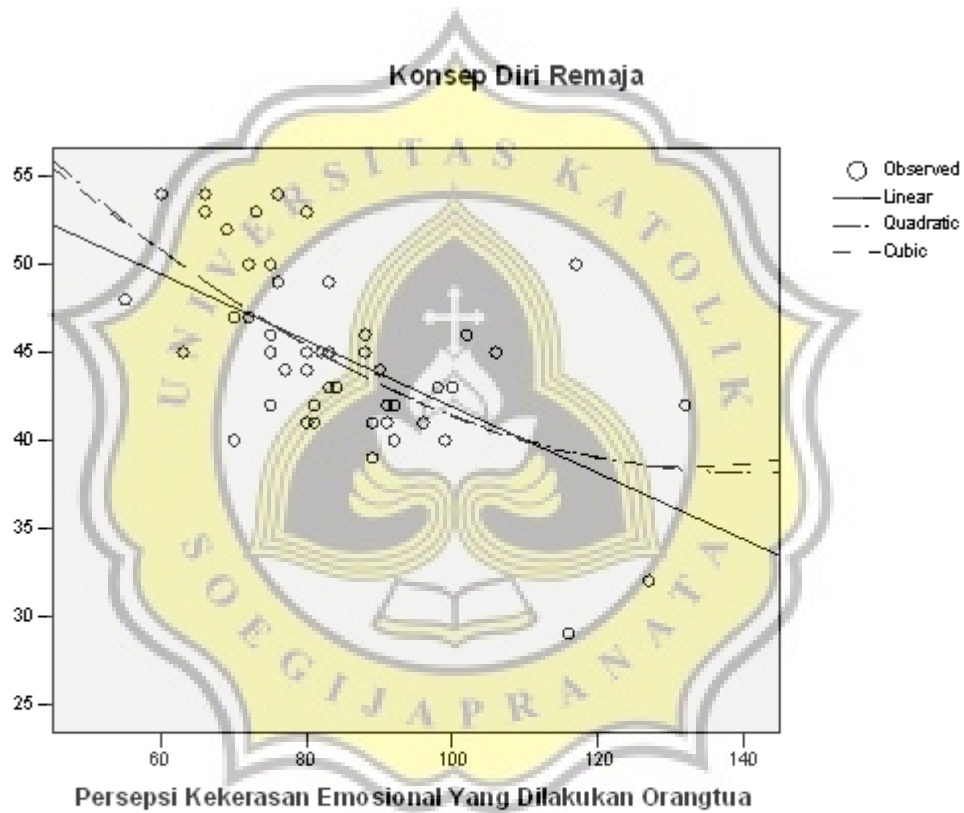 Konsep Diri Remaja
UNIVERSITAS KATOLIK
SOEGIJAPRANATA
55
50
45
40
35
30
25
60 80 100 120 140
Persepsi Kekerasan Emosional Yang Dilakukan Orangtua
Observed
Linear
Quadratic
Cubic